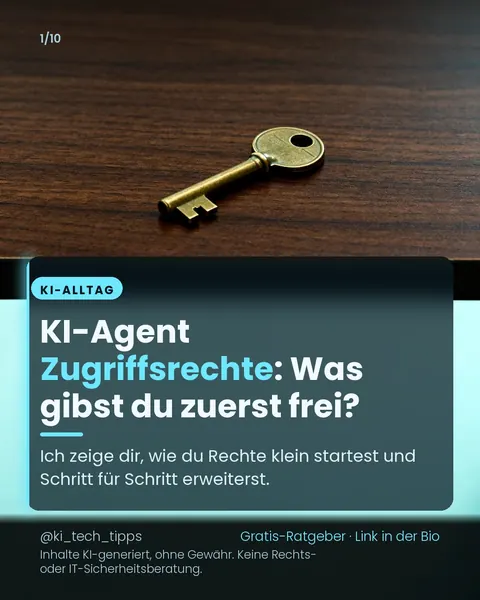 1/10
KI-ALLTAG
KI-Agent
Zugriffsrechte: Was
gibst du zuerst frei?
Ich zeige dir, wie du Rechte klein startest und
Schritt für Schritt erweiterst.
@ki_tech_tipps
Gratis-Ratgeber · Link in der Bio
Inhalte KI-generiert, ohne Gewähr. Keine Rechts-
oder IT-Sicherheitsberatung.